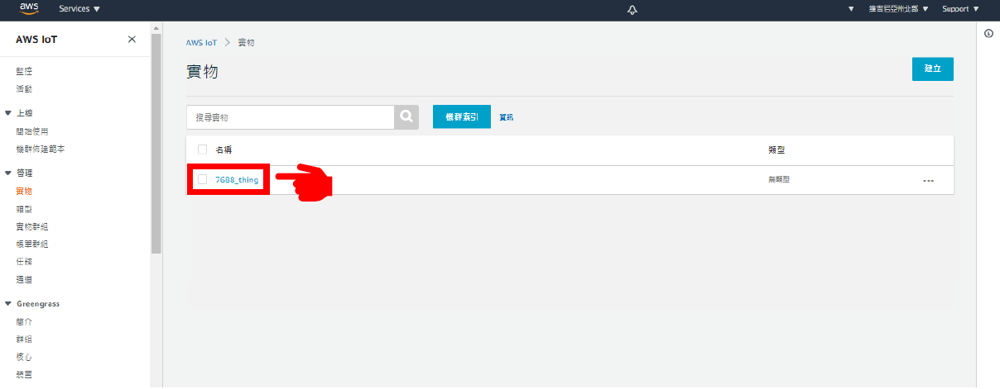 aws Services 維吉尼亞州北部 Support
AWS IoT
監控
活動
上線
開始使用
機群佈建範本
管理
實物
類型
實物群組
帳單群組
任務
通道
Greengrass
簡介
群組
核心
裝置
AWS IoT > 實物
實物
建立
搜尋實物
機群索引 資訊
名稱 類型
7688_thing 無類型